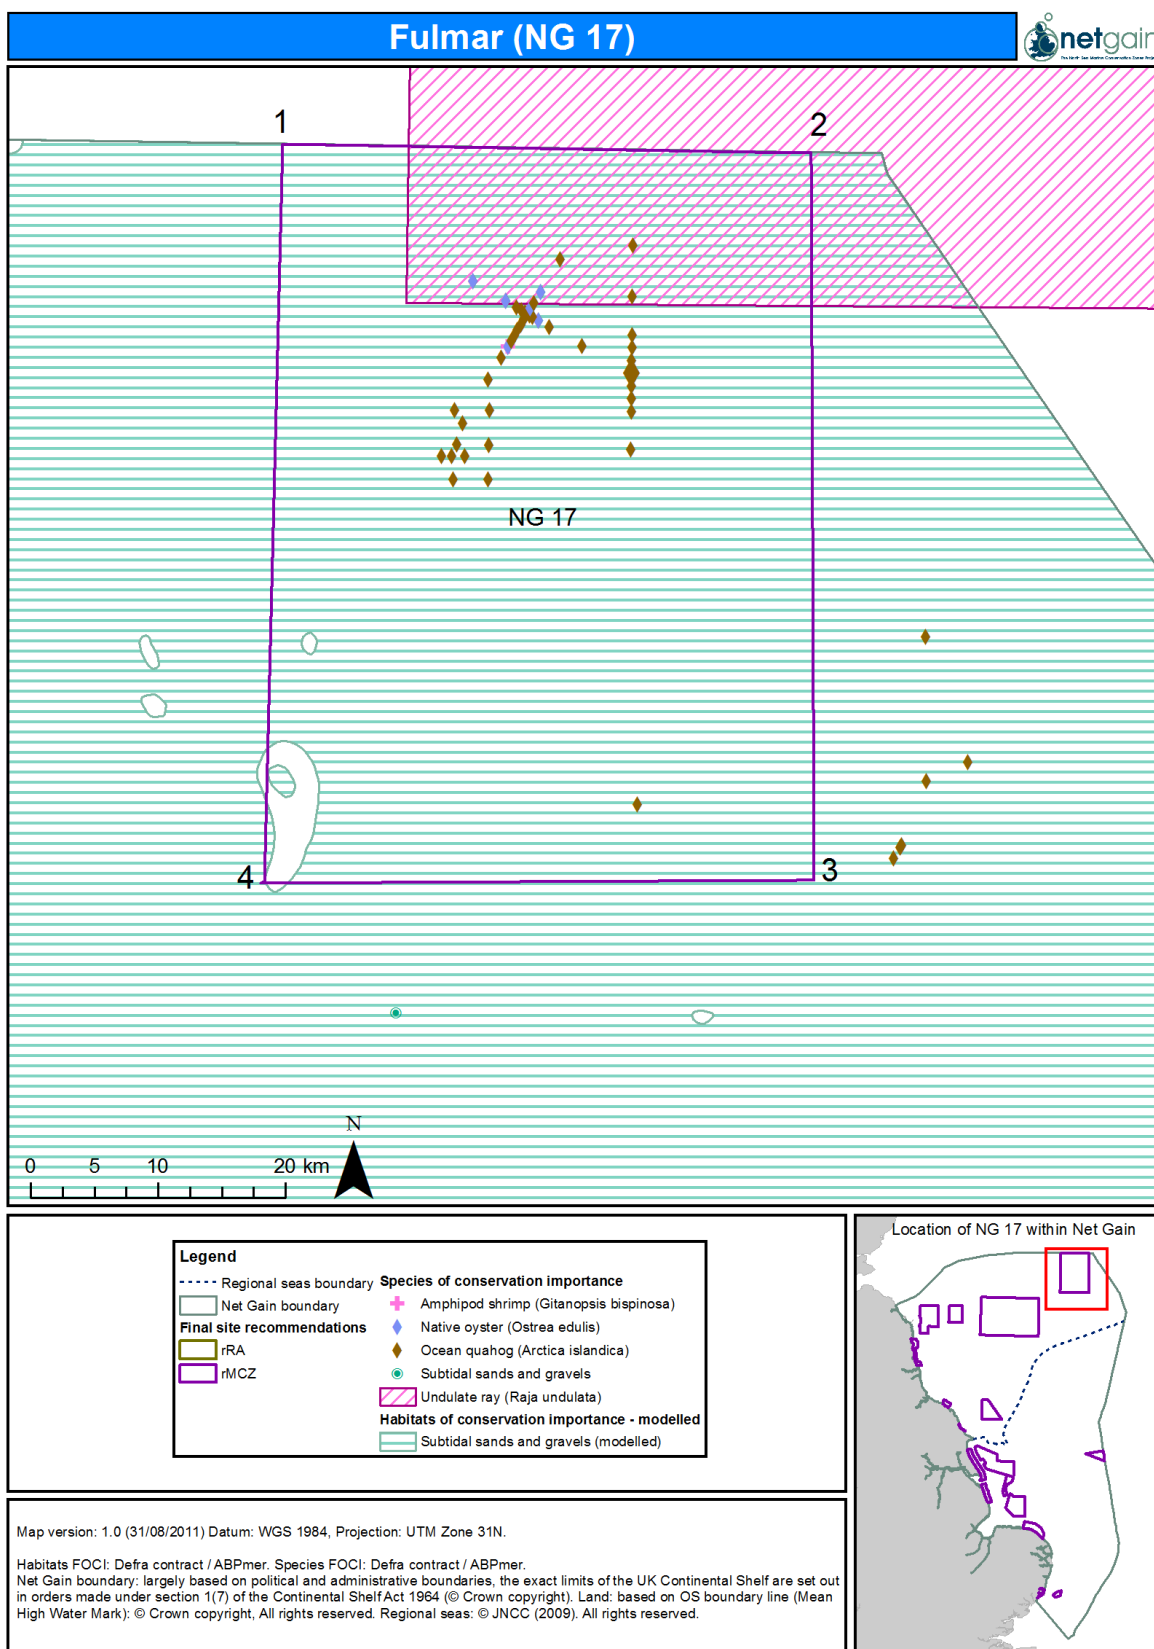 Fulmar (NG 17)
netgain
The North Sea Marine Conservation Zones Project
1
2
NG 17
4
3
N
0 5 10 20 km
Legend
Regional seas boundary
Net Gain boundary
Final site recommendations
rRA
rMCZ
Species of conservation importance
Amphipod shrimp (Gitanopsis bispinosa)
Native oyster (Ostrea edulis)
Ocean quahog (Arctica islandica)
Subtidal sands and gravels
Undulate ray (Raja undulata)
Habitats of conservation importance - modelled
Subtidal sands and gravels (modelled)
Location of NG 17 within Net Gain
Map version: 1.0 (31/08/2011) Datum: WGS 1984, Projection: UTM Zone 31N.
Habitats FOCI: Defra contract / ABPmer. Species FOCI: Defra contract / ABPmer.
Net Gain boundary: largely based on political and administrative boundaries, the exact limits of the UK Continental Shelf are set out
in orders made under section 1(7) of the Continental Shelf Act 1964 (© Crown copyright). Land: based on OS boundary line (Mean
High Water Mark): © Crown copyright, All rights reserved. Regional seas: © JNCC (2009). All rights reserved.